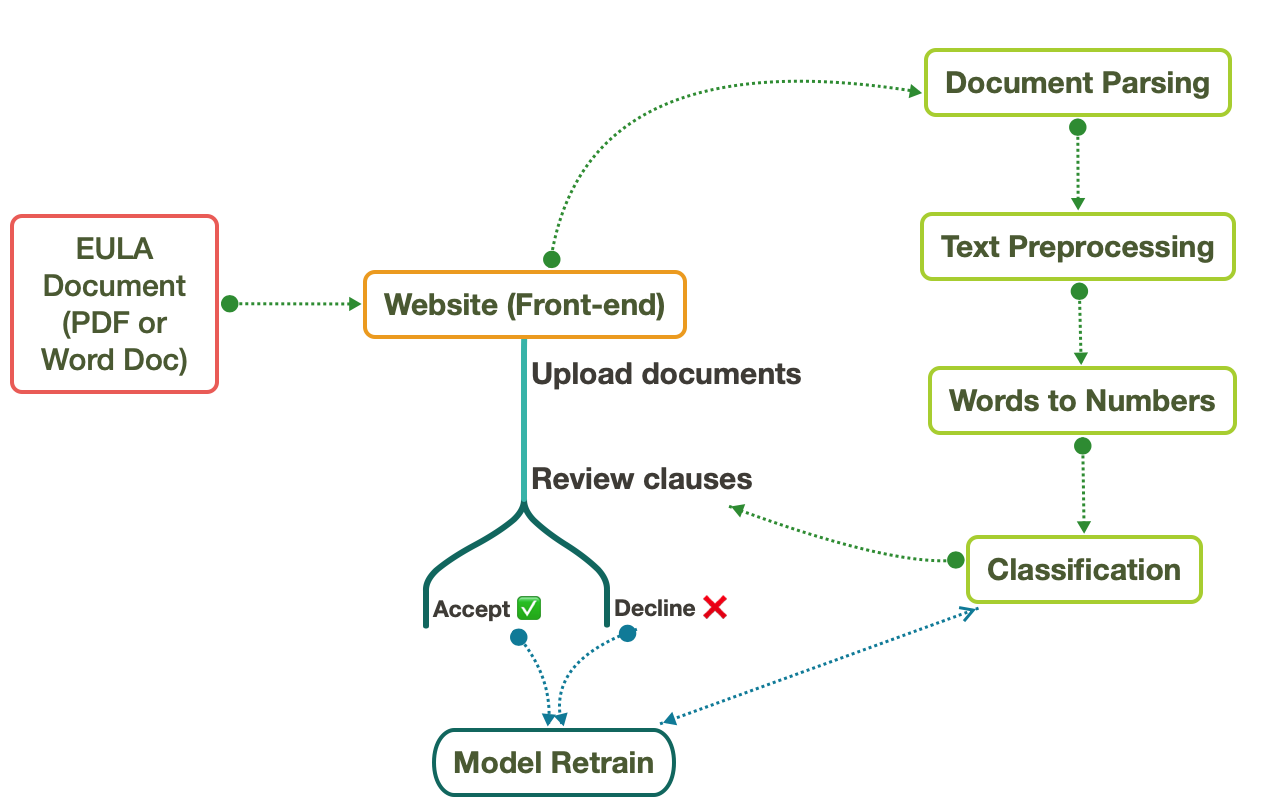 Document Parsing
EULA
Document
(PDF or
Word Doc)
Text Preprocessing
Website (Front-end)
Upload documents
Words to Numbers
Review clauses
Classification
Accept ✅
Decline ❌
Model Retrain